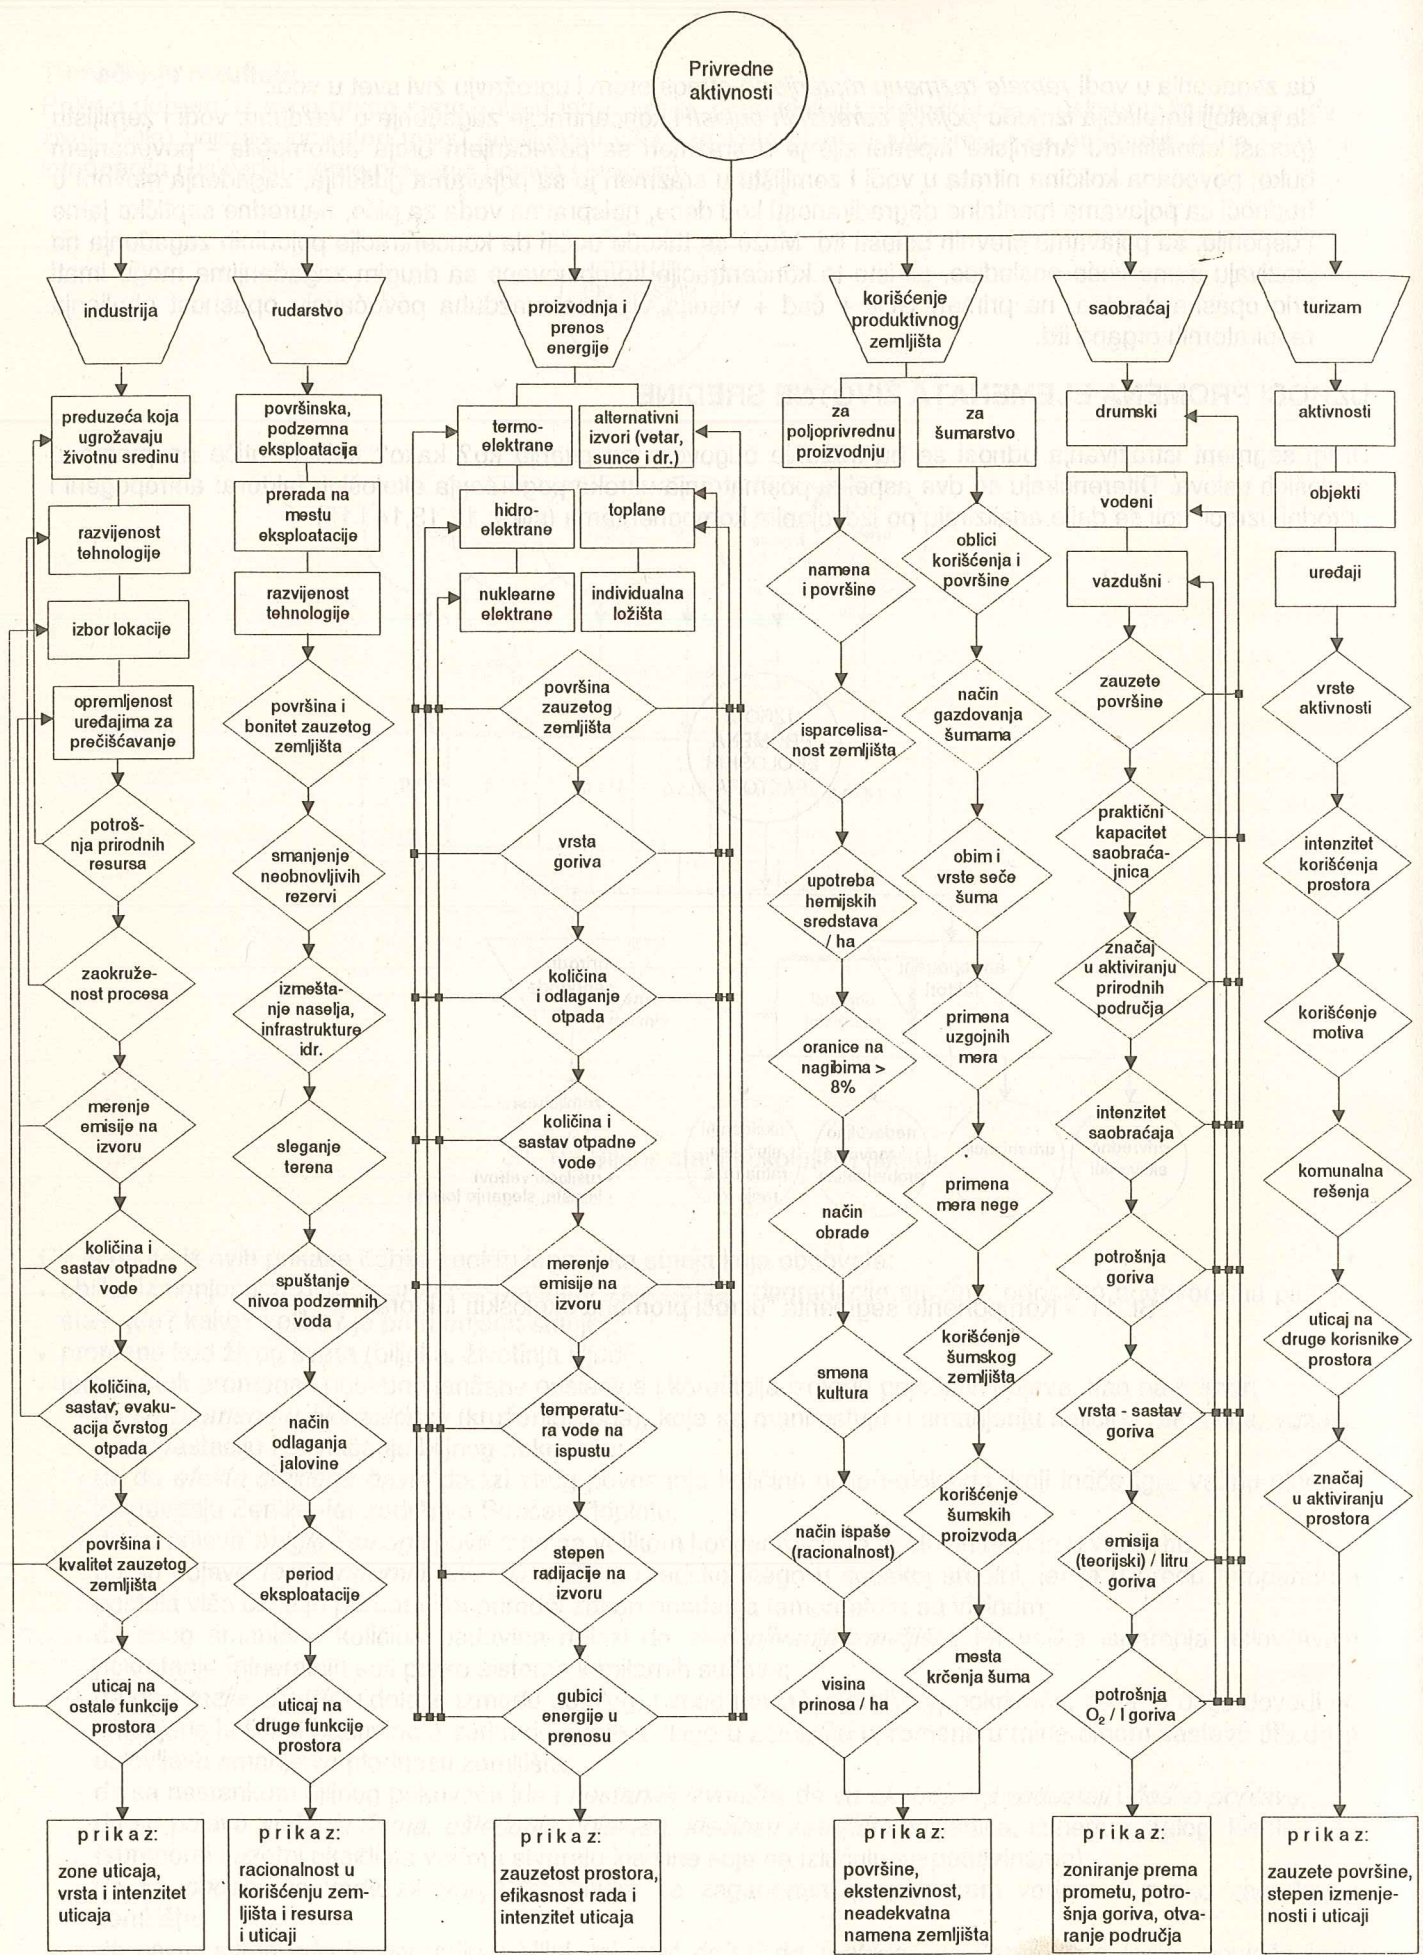 Privredne
aktivnosti
industrija
preduzeća koja
ugrožavaju
životnu sredinu
razvijenost
tehnologije
izbor lokacije
opremljenost
uređajima za
prečišćavanje
potroš-
nja prirodnih
resursa
zaokruže-
nost procesa
merenje
emisije na
izvoru
količina i
sastav otpadne
vode
količina,
sastav, evaku-
acija čvrstog
otpada
površina i
kvalitet zauzetog
zemljišta
uticaj na
ostale funkcije
prostora
prikaz:
zone uticaja,
vrsta i intenzitet
uticaja
rudarstvo
površinska,
podzemna
eksploatacija
prerada na
mestu
eksploatacije
razvijenost
tehnologije
površina i
bonitet zauzetog
zemljišta
smanjenje
neobnovljivih
rezervi
izmešta-
nje naselja,
infrastrukture
idr.
sleganje
terena
spuštanje
nivoa podzemnih
voda
način
odlaganja
jalovine
period
eksploatacije
uticaj na
druge funkcije
prostora
prikaz:
racionalnost u
korišćenju zem-
ljišta i resursa
i uticaji
proizvodnja i
prenos
energije
termo-
elektrane
alternativni
izvori (vetar,
sunce i dr.)
hidro-
elektrane
toplane
nuklearne
elektrane
individualna
ložišta
površina
zauzetog
zemljišta
vrsta
goriva
količina
i odlaganje
otpada
količina i
sastav otpadne
vode
merenje
emisije na
izvoru
temperatu-
ra vode na
ispustu
stepen
radijacije na
izvoru
gubici
energije u
prenosu
prikaz:
zauzetost prostora,
efikasnost rada i
intenzitet uticaja
korišćenje
produktivnog
zemljišta
za
poljoprivrednu
proizvodnju
namena
i površine
isparcelisa-
nost zemljišta
upotreba
hemijskih
sredstava
/ ha
oranice na
nagibima >
8%
način
obrade
smena
kultura
način ispaše
(racionalnost)
visina
prinosa / ha
za
šumarstvo
oblici
korišćenja i
površine
način
gazdovanja
šumama
obim i
vrste seče
šuma
primena
uzgojnih
mera
primena
mera nege
korišćenje
šumskog
zemljišta
korišćenje
šumskih
proizvoda
mesta
krčenja šuma
prikaz:
površine,
ekstenzivnost,
neadekvatna
namena zemljišta
saobraćaj
drumski
vodeni
vazdušni
zauzete
površine
praktični
kapacitet
saobraća-
jnica
značaj
u aktiviranju
prirodnih
područja
intenzitet
saobraćaja
potrošnja
goriva
vrsta - sastav
goriva
emisija
(teorijski) / litru
goriva
potrošnja
O₂ / l goriva
prikaz:
zoniranje prema
prometu, potro-
šnja goriva, otva-
ranje područja
turizam
aktivnosti
objekti
uređaji
vrste
aktivnosti
intenzitet
korišćenja
prostora
korišćenje
motiva
komunalna
rešenja
uticaj na
druge korisnike
prostora
značaj
u aktiviranju
prostora
prikaz:
zauzete površine,
stepen izmenje-
nosti i uticaji